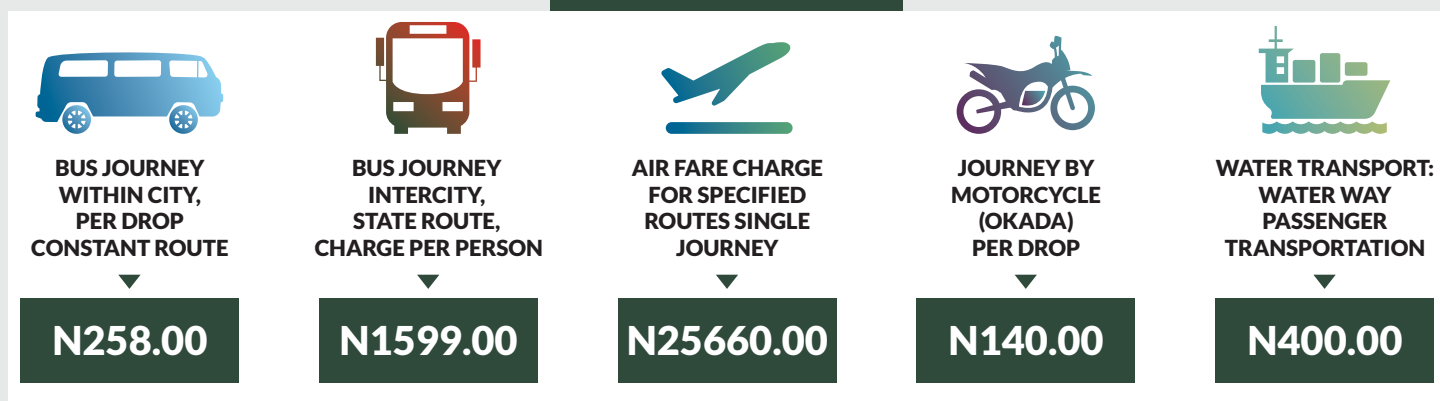 BUS JOURNEY
WITHIN CITY,
PER DROP
CONSTANT ROUTE
N258.00
BUS JOURNEY
INTERCITY,
STATE ROUTE,
CHARGE PER PERSON
N1599.00
AIR FARE CHARGE
FOR SPECIFIED
ROUTES SINGLE
JOURNEY
N25660.00
JOURNEY BY
MOTORCYCLE
(OKADA)
PER DROP
N140.00
WATER TRANSPORT:
WATER WAY
PASSENGER
TRANSPORTATION
N400.00